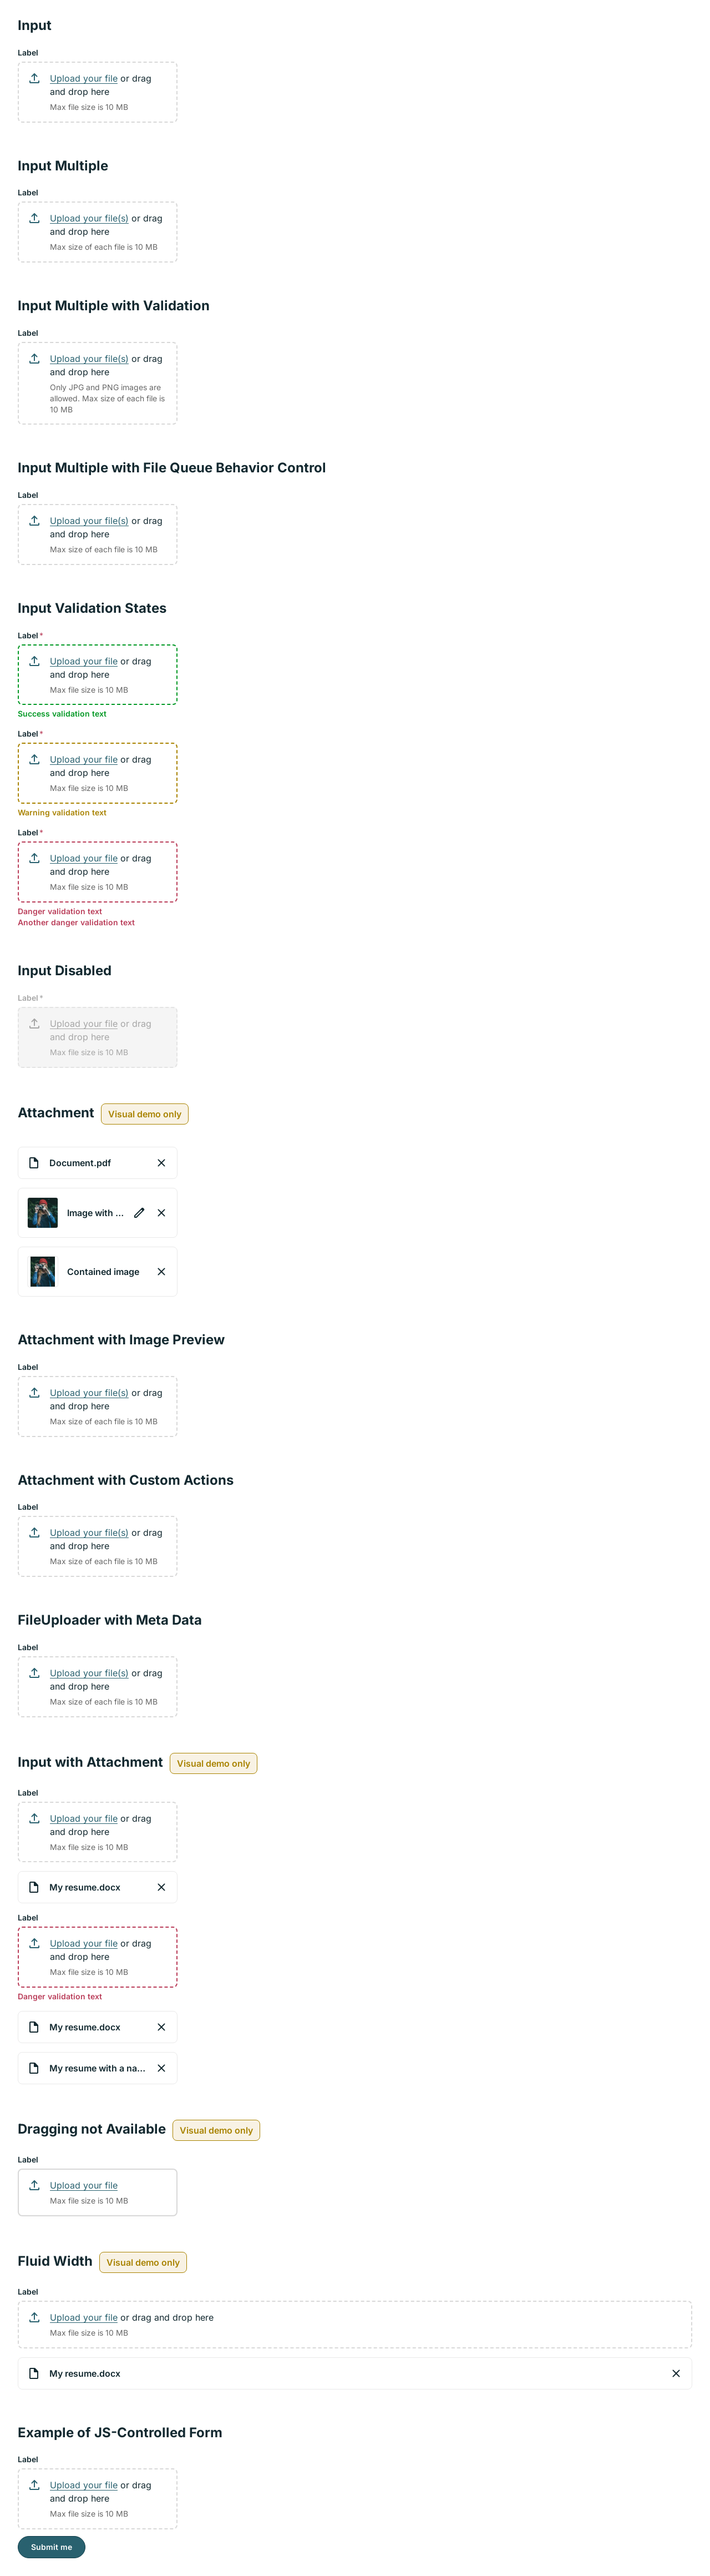 Input
Label
Upload your file or drag
and drop here
Max file size is 10 MB
Input Multiple
Label
Upload your file(s) or drag
and drop here
Max size of each file is 10 MB
Input Multiple with Validation
Label
Upload your file(s) or drag
and drop here
Only JPG and PNG images are
allowed. Max size of each file is
10 MB
Input Multiple with File Queue Behavior Control
Label
Upload your file(s) or drag
and drop here
Max size of each file is 10 MB
Input Validation States
Label *
Upload your file or drag
and drop here
Max file size is 10 MB
Success validation text
Label *
Upload your file or drag
and drop here
Max file size is 10 MB
Warning validation text
Label *
Upload your file or drag
and drop here
Max file size is 10 MB
Danger validation text
Another danger validation text
Input Disabled
Label *
Upload your file or drag
and drop here
Max file size is 10 MB
Attachment Visual demo only
Document.pdf
Image with ...
Contained image
Attachment with Image Preview
Label
Upload your file(s) or drag
and drop here
Max size of each file is 10 MB
Attachment with Custom Actions
Label
Upload your file(s) or drag
and drop here
Max size of each file is 10 MB
FileUploader with Meta Data
Label
Upload your file(s) or drag
and drop here
Max size of each file is 10 MB
Input with Attachment Visual demo only
Label
Upload your file or drag
and drop here
Max file size is 10 MB
My resume.docx
Label
Upload your file or drag
and drop here
Max file size is 10 MB
Danger validation text
My resume.docx
My resume with a na...
Dragging not Available Visual demo only
Label
Upload your file
Max file size is 10 MB
Fluid Width Visual demo only
Label
Upload your file or drag and drop here
Max file size is 10 MB
My resume.docx
Example of JS-Controlled Form
Label
Upload your file or drag
and drop here
Max file size is 10 MB
Submit me